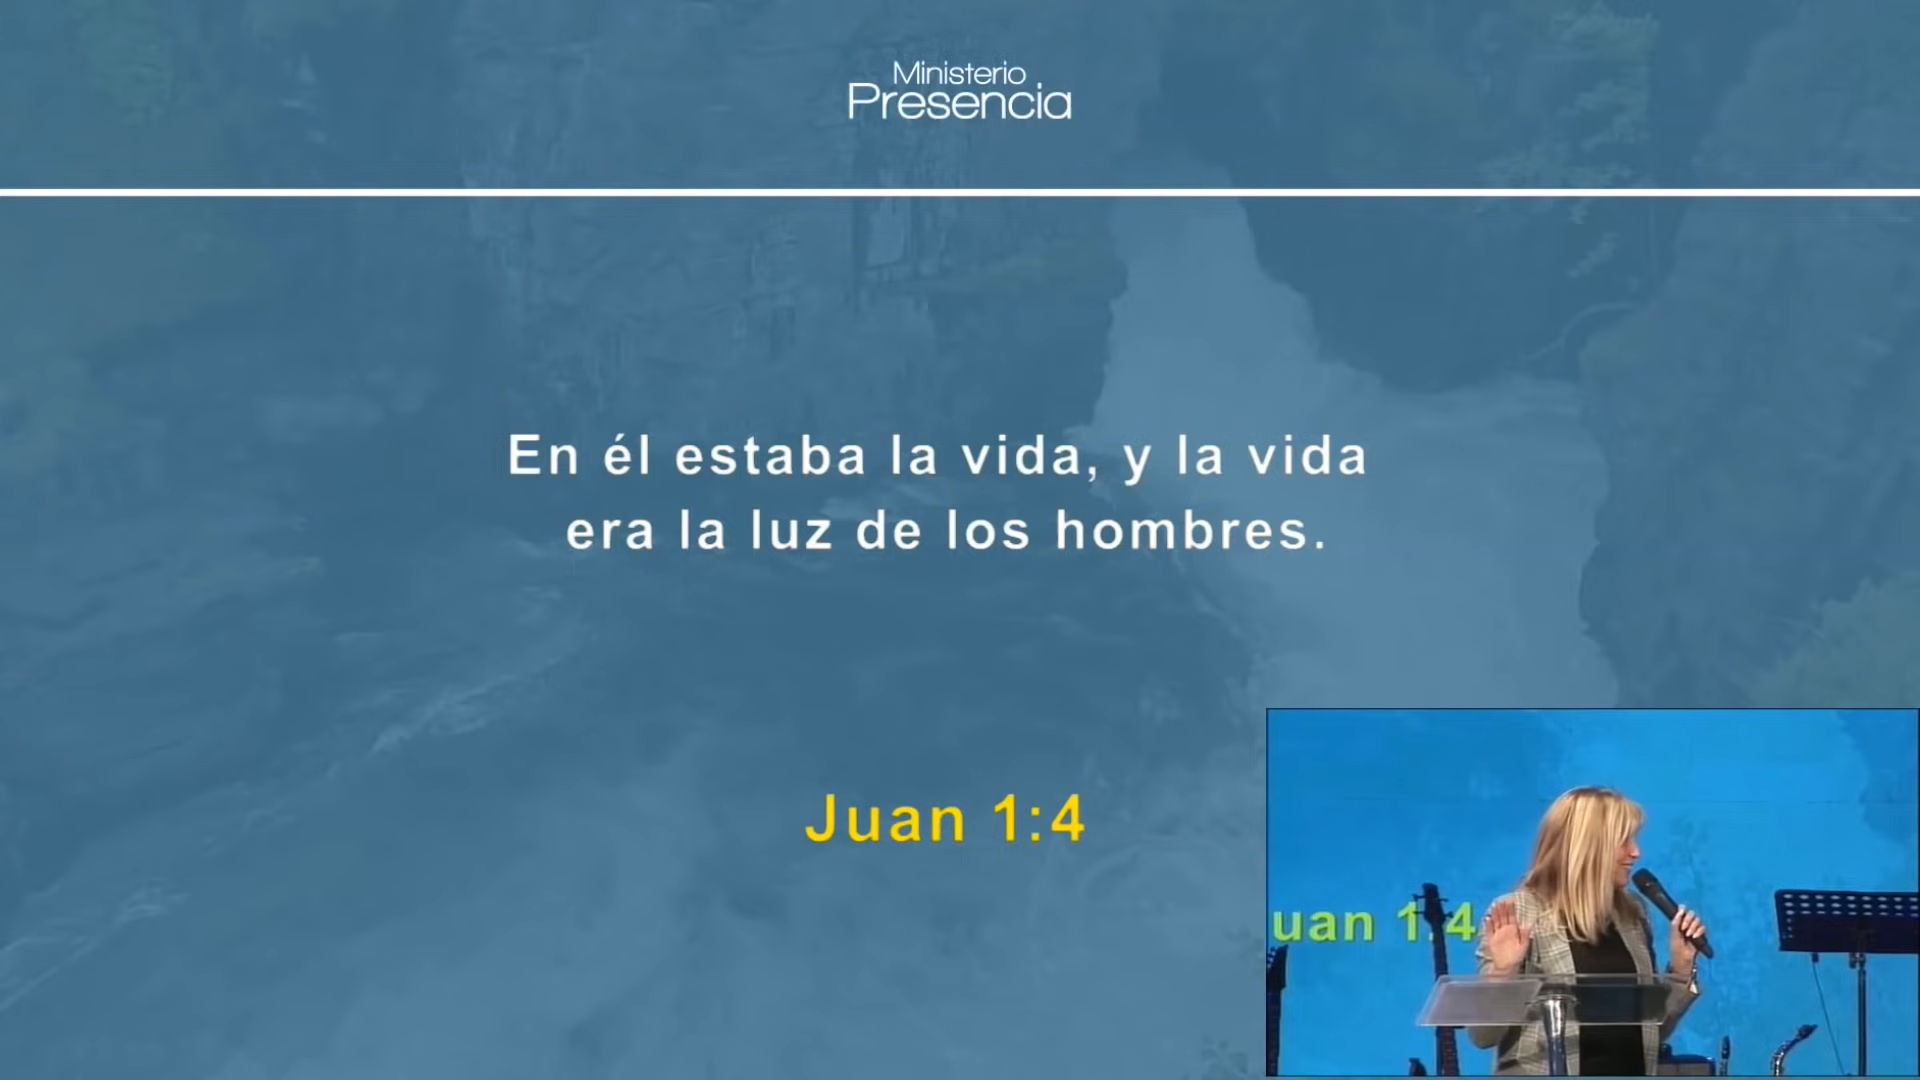 Ministerio
Presencia
En él estaba la vida, y la vida
era la luz de los hombres.
Juan 1:4
uan 1:4